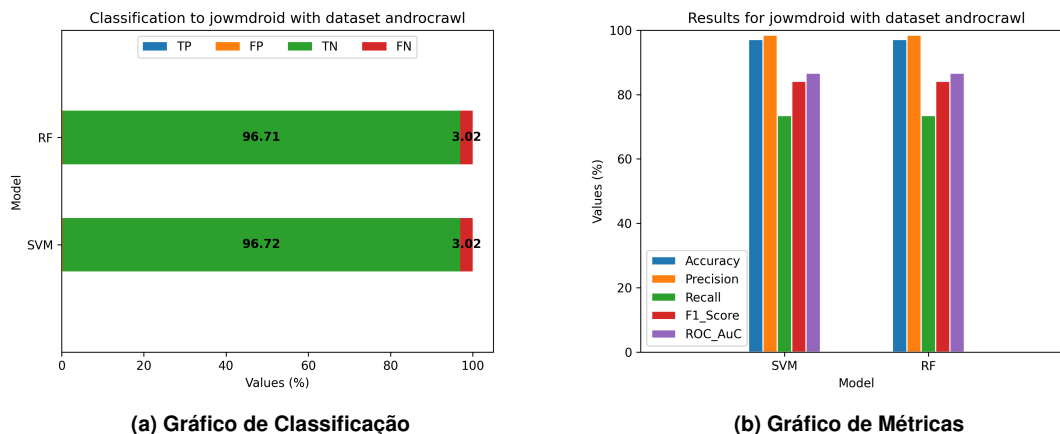 Classification to jowmdroid with dataset androcrawl
TP FP TN FN
RF
96.71
3.02
Model
SVM
96.72
3.02
0 20 40 60 80 100
Values (%)
(a) Gráfico de Classificação
Results for jowmdroid with dataset androcrawl
100
80
60
Values (%)
40
20
0
Accuracy
Precision
Recall
F1_Score
ROC_AuC
SVM RF
Model
(b) Gráfico de Métricas